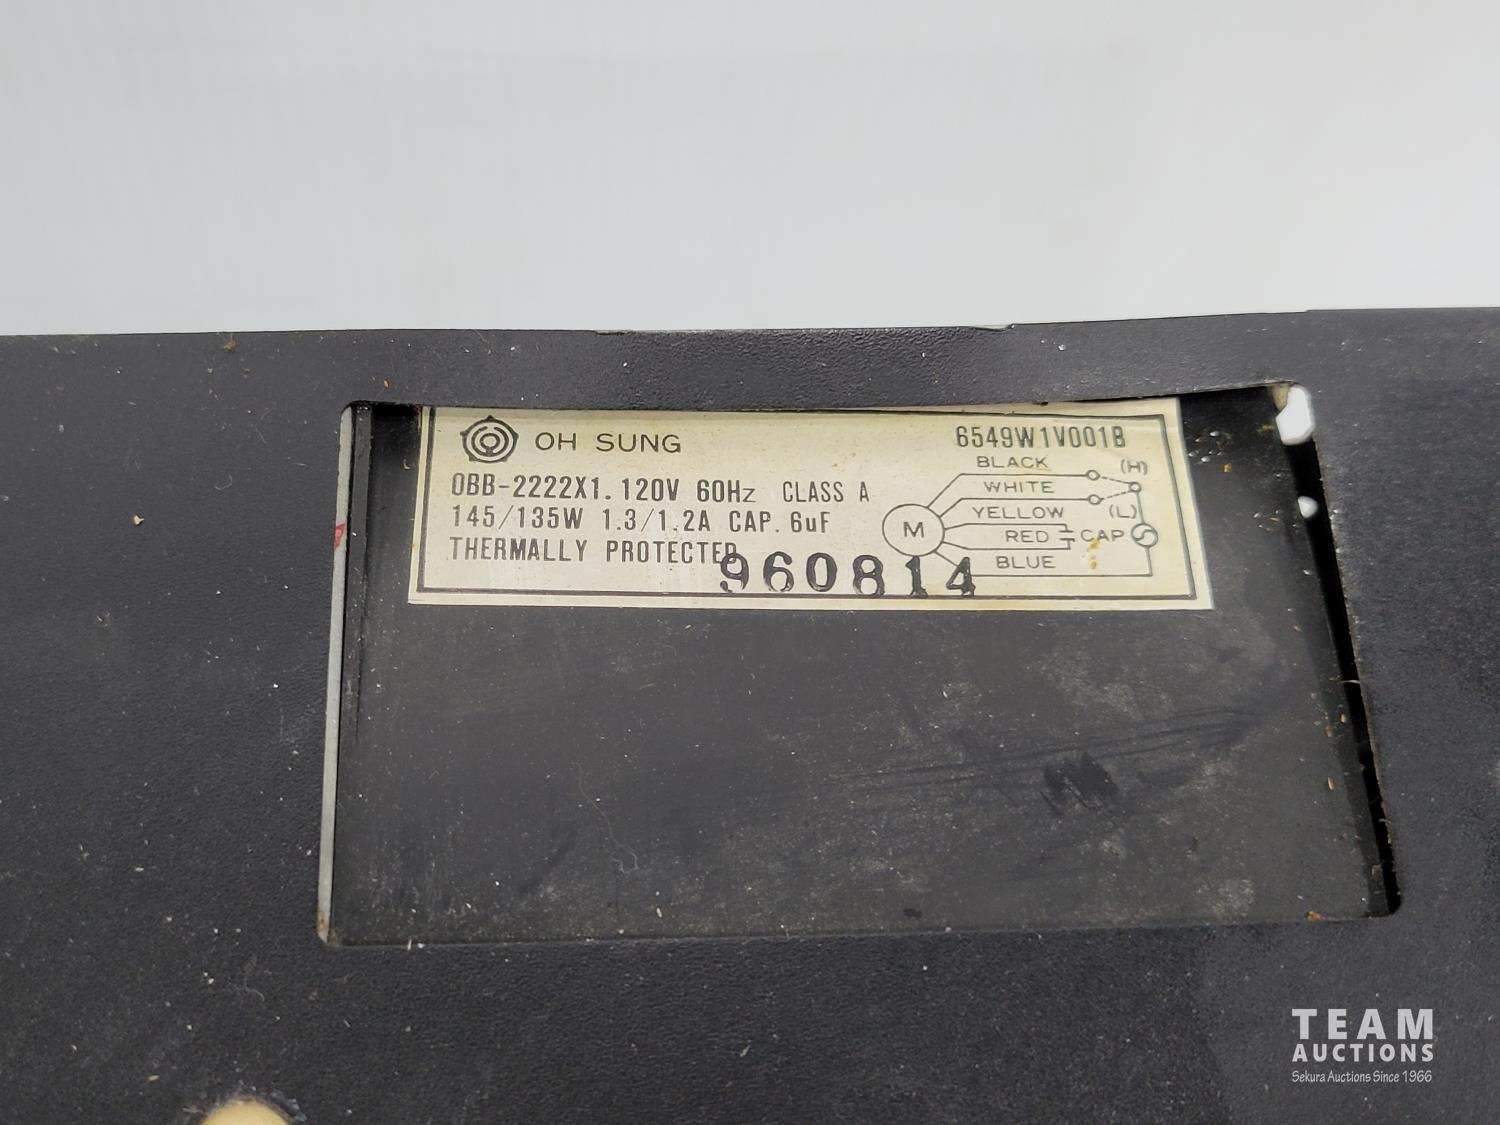 OH SUNG
6549W1V001B
OBB-2222X1. 120V 60Hz CLASS A
145/135W 1.3/1.2A CAP. 6uF
THERMALLY PROTECTED
960814
BLACK (H)
WHITE
YELLOW (L)
M
RED CAP
BLUE
TEAM
AUCTIONS
Sekura Auctions Since 1966